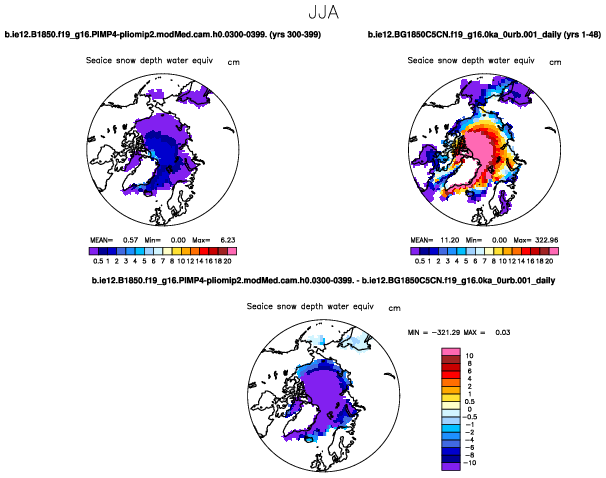 JJA
b.ie12.B1850.f19_g16.PIMP4-pliomip2.modMed.cam.h0.0300-0399. (yrs 300-399)
b.ie12.BG1850C5CN.f19_g16.0ka_0urb.001_daily (yrs 1-48)
Seaice snow depth water equiv cm
Seaice snow depth water equiv cm
MEAN= 0.57 Min= 0.00 Max= 6.23
MEAN= 11.20 Min= 0.00 Max= 322.96
0.5 1 2 3 4 5 6 8 10 12 14 16 18 20
0.5 1 2 3 4 5 6 8 10 12 14 16 18 20
b.ie12.B1850.f19_g16.PIMP4-pliomip2.modMed.cam.h0.0300-0399. - b.ie12.BG1850C5CN.f19_g16.0ka_0urb.001_daily
Seaice snow depth water equiv cm
MIN = -321.29 MAX = 0.03
10
8
6
4
2
1
0.5
0
-0.5
-1
-2
-4
-5
-8
-10